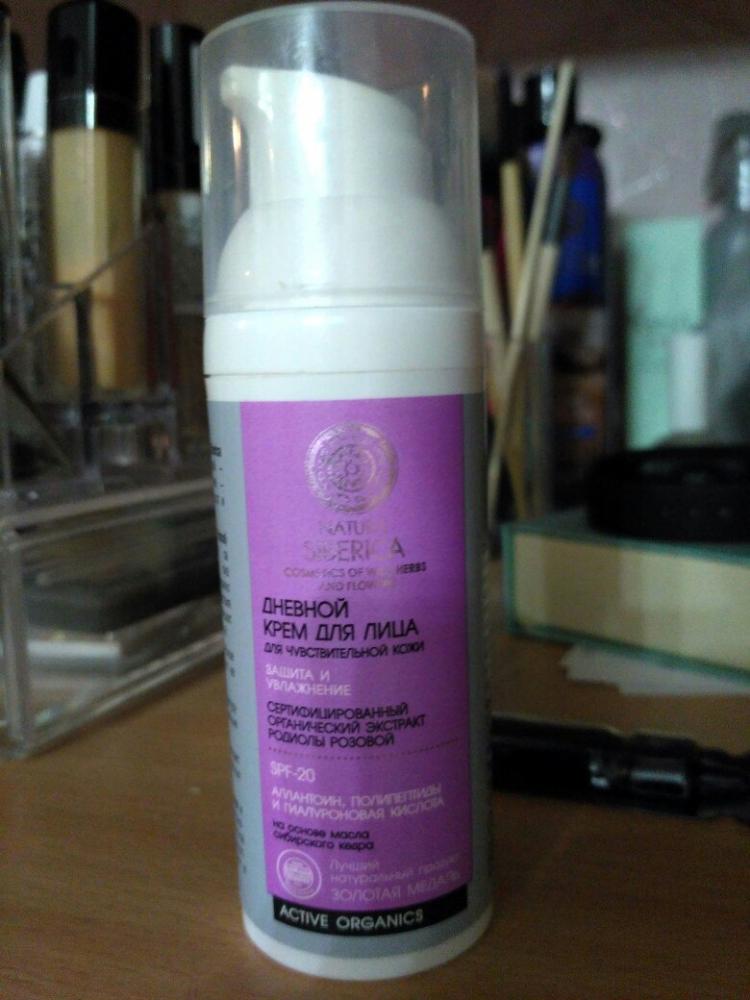 NATURA
SIBERICA
COSMETICS OF WILD HERBS
AND FLOWERS
ДНЕВНОЙ
КРЕМ ДЛЯ ЛИЦА
ДЛЯ ЧУВСТВИТЕЛЬНОЙ КОЖИ
ЗАЩИТА И
УВЛАЖНЕНИЕ
СЕРТИФИЦИРОВАННЫЙ
ОРГАНИЧЕСКИЙ ЭКСТРАКТ
РОДИОЛЫ РОЗОВОЙ
SPF-20
АЛЛАНТОИН, ПОЛИПЕПТИДЫ
И ГИАЛУРОНОВАЯ КИСЛОТА
на основе масла
сибирского кедра
Лучший
натуральный продукт
ЗОЛОТАЯ МЕДАЛЬ
ACTIVE ORGANICS